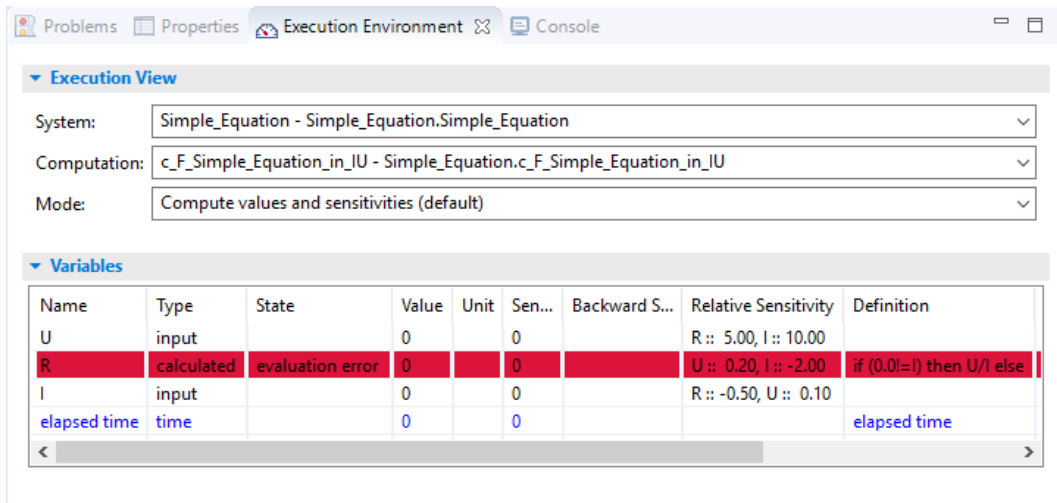 Problems Properties Execution Environment Console
Execution View
System: Simple_Equation - Simple_Equation.Simple_Equation
Computation: c_F_Simple_Equation_in_IU - Simple_Equation.c_F_Simple_Equation_in_IU
Mode: Compute values and sensitivities (default)
Variables
Name Type State Value Unit Sen... Backward S... Relative Sensitivity Definition
U input 0 0 R :: 5.00, I :: 10.00
R calculated evaluation error 0 0 U :: 0.20, I :: -2.00 if (0.0!=I) then U/I else
I input 0 0 R :: -0.50, U :: 0.10
elapsed time time 0 0 elapsed time